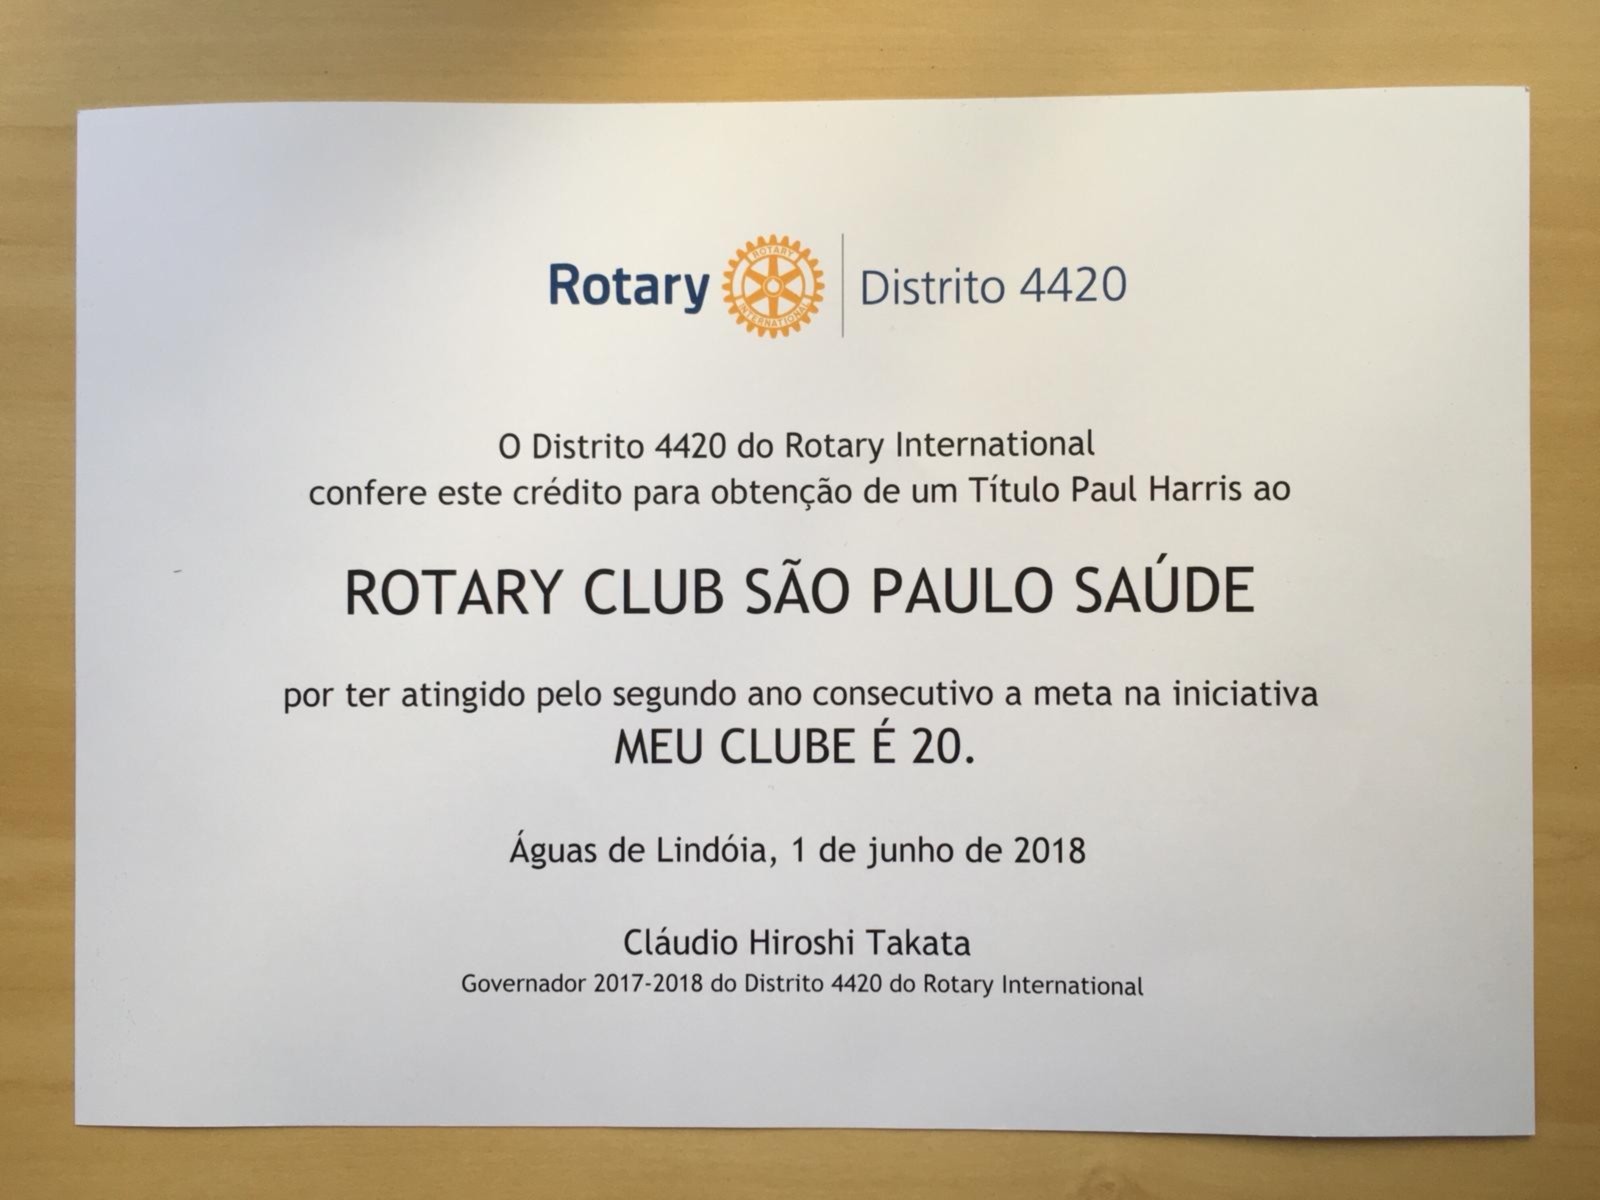 Rotary ROTARY INTERNATIONAL Distrito 4420
O Distrito 4420 do Rotary International
confere este crédito para obtenção de um Título Paul Harris ao
ROTARY CLUB SÃO PAULO SAÚDE
por ter atingido pelo segundo ano consecutivo a meta na iniciativa
MEU CLUBE É 20.
Águas de Lindóia, 1 de junho de 2018
Cláudio Hiroshi Takata
Governador 2017-2018 do Distrito 4420 do Rotary International